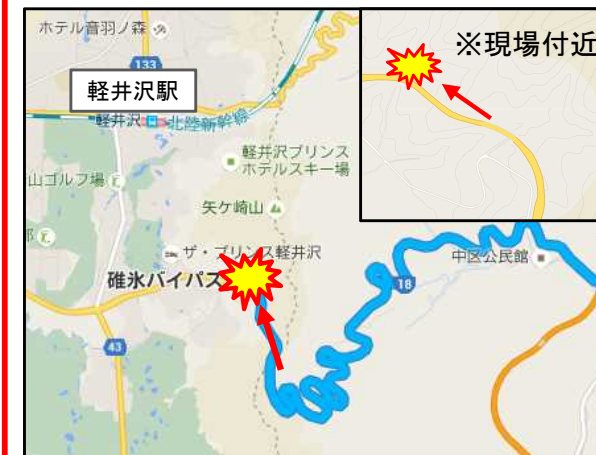 ホテル音羽ノ森
※現場付近
133
軽井沢駅
軽井沢
北陸新幹線
軽井沢プリンス
ホテルスキー場
山ゴルフ場
矢ケ崎山
ザ・プリンス軽井沢
中区公民館
碓氷バイパス
18
43